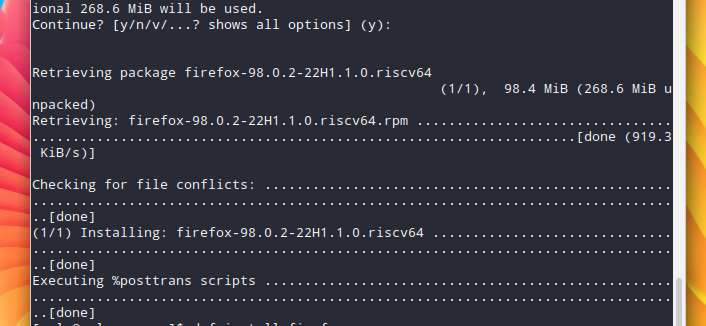 ional 268.6 MiB will be used.
Continue? [y/n/v/...? shows all options] (y):
Retrieving package firefox-98.0.2-22H1.1.0.riscv64
(1/1),  98.4 MiB (268.6 MiB u
npacked)
Retrieving: firefox-98.0.2-22H1.1.0.riscv64.rpm ................................
....................................................................[done (919.3
 KiB/s)]
Checking for file conflicts: ...................................................
................................................................................
..[done]
(1/1) Installing: firefox-98.0.2-22H1.1.0.riscv64 ..............................
................................................................................
..[done]
Executing %posttrans scripts ...................................................
................................................................................
..[done]